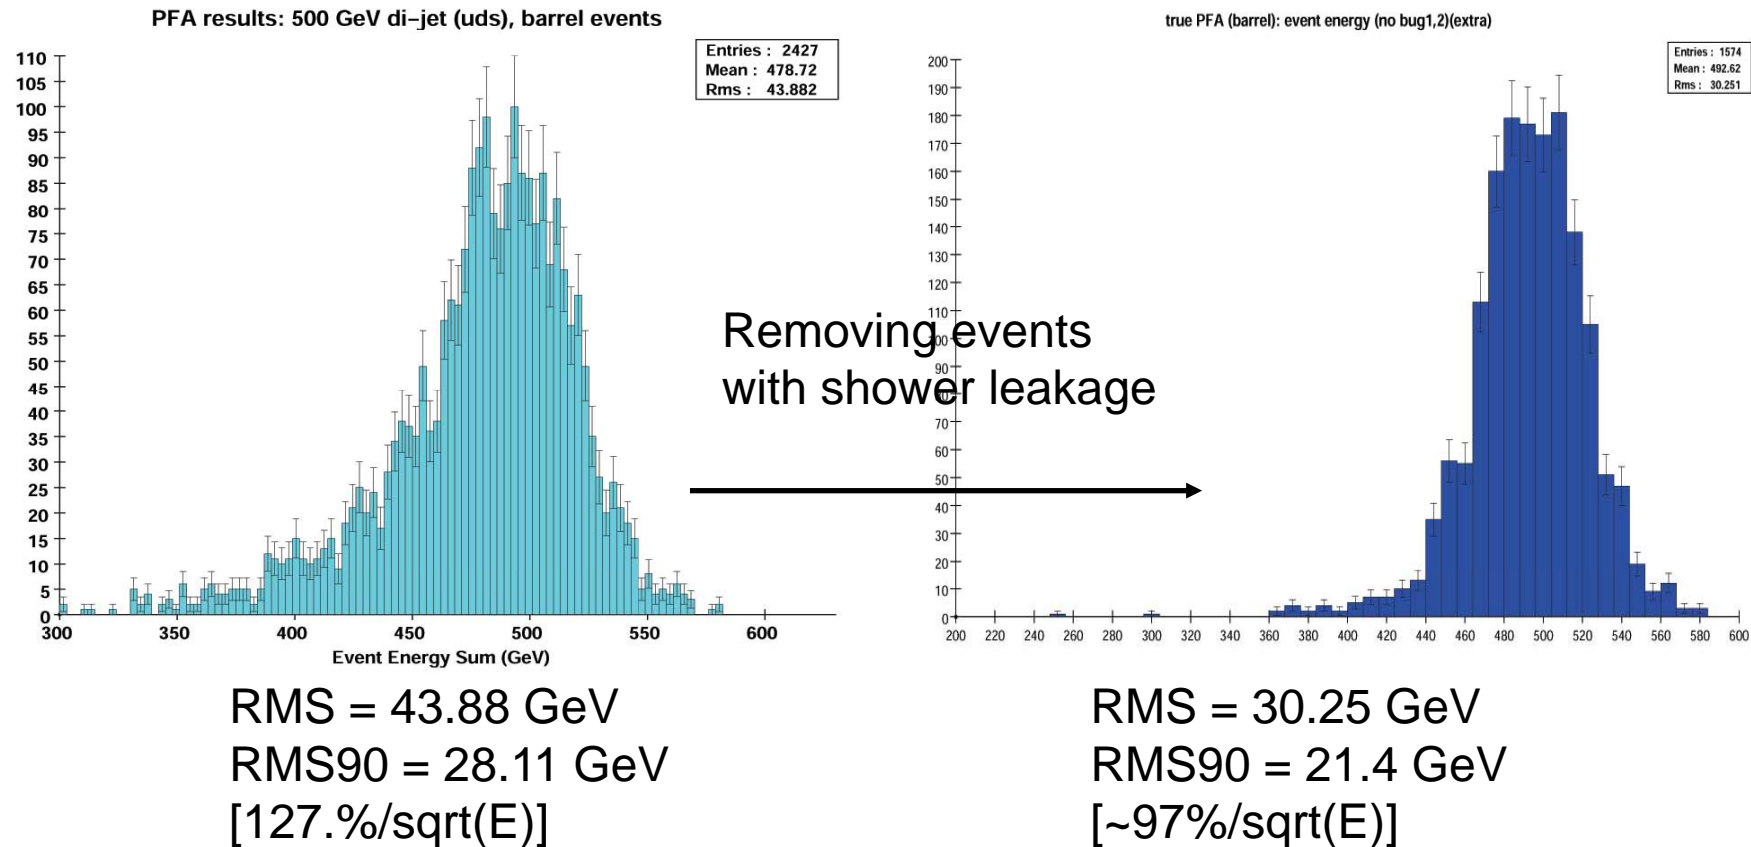 PFA results: 500 GeV di-jet (uds), barrel events
Entries : 2427
Mean : 478.72
Rms : 43.882
110
105
100
95
90
85
80
75
70
65
60
55
50
45
40
35
30
25
20
15
10
5
0
300 350 400 450 500 550 600
Event Energy Sum (GeV)
Removing events
with shower leakage
true PFA (barrel): event energy (no bug1,2)(extra)
Entries : 1574
Mean : 492.62
Rms : 30.251
200
190
180
170
160
150
140
130
120
110
100
90
80
70
60
50
40
30
20
10
0
200 220 240 260 280 300 320 340 360 380 400 420 440 460 480 500 520 540 560 580 600
RMS = 43.88 GeV
RMS90 = 28.11 GeV
[127.%/sqrt(E)]
RMS = 30.25 GeV
RMS90 = 21.4 GeV
[~97%/sqrt(E)]